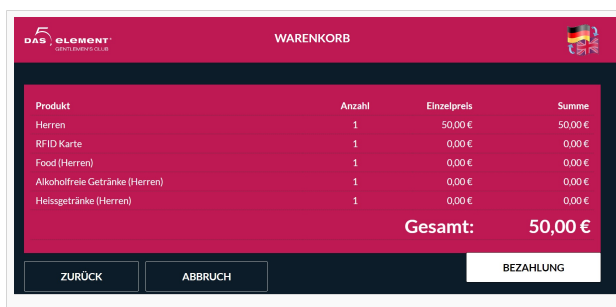 5
DAS ELEMENT
GENTLEMEN'S CLUB
WARENKORB
Produkt Anzahl Einzelpreis Summe
Herren 1 50,00 € 50,00 €
RFID Karte 1 0,00 € 0,00 €
Food (Herren) 1 0,00 € 0,00 €
Alkoholfreie Getränke (Herren) 1 0,00 € 0,00 €
Heissgetränke (Herren) 1 0,00 € 0,00 €
Gesamt: 50,00 €
ZURÜCK ABBRUCH BEZAHLUNG